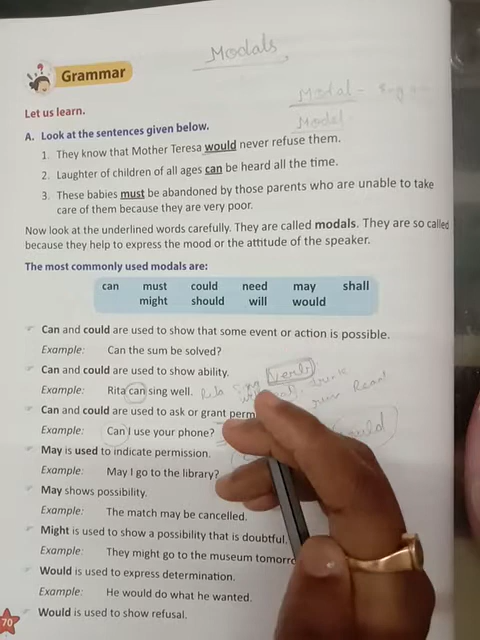 Modals
Grammar
Modal -
Let us learn.
Model
A. Look at the sentences given below.
1. They know that Mother Teresa would never refuse them.
2. Laughter of children of all ages can be heard all the time.
3. These babies must be abandoned by those parents who are unable to take
care of them because they are very poor.
Now look at the underlined words carefully. They are called modals. They are so called
because they help to express the mood or the attitude of the speaker.
The most commonly used modals are:
can must could need may shall
might should will would
Can and could are used to show that some event or action is possible.
Example: Can the sum be solved?
Can and could are used to show ability.
verb
Example: Rita can sing well. Rita Sing
run Read
Can and could are used to ask or grant perm
Example: Can I use your phone?
May is used to indicate permission.
Example: May I go to the library?
May shows possibility.
Example: The match may be cancelled.
Might is used to show a possibility that is doubtful.
Example: They might go to the museum tomorro
Would is used to express determination.
Example: He would do what he wanted.
Would is used to show refusal.
70